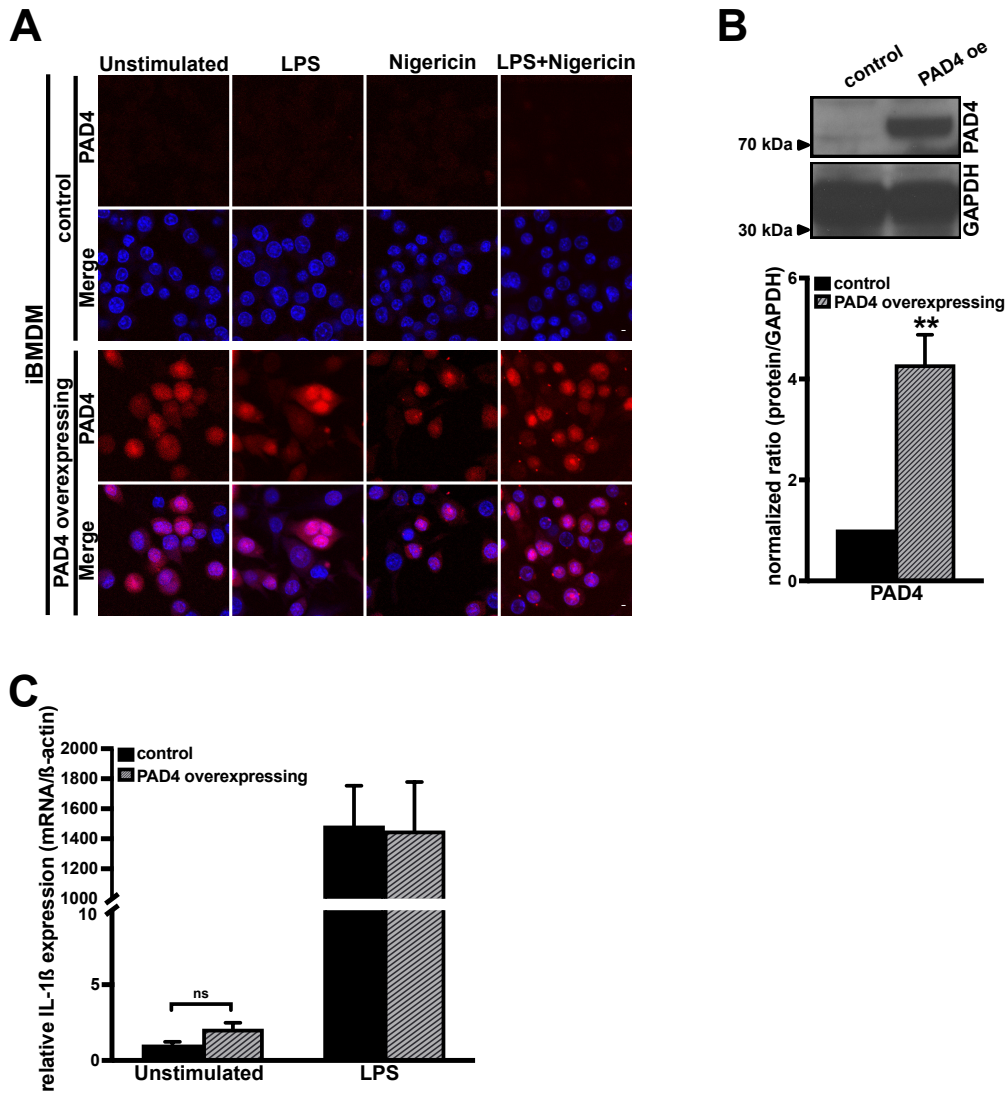 A
Unstimulated LPS Nigericin LPS+Nigericin
iBMDM
control
PAD4
Merge
PAD4 overexpressing
PAD4
Merge
B
control PAD4 oe
70 kDa
PAD4
30 kDa
GAPDH
normalized ratio (protein/GAPDH)
6
4
2
0
control
PAD4 overexpressing
**
PAD4
C
relative IL-1ß expression (mRNA/ß-actin)
2000
1800
1600
1400
1200
1000
10
5
0
control
PAD4 overexpressing
ns
Unstimulated LPS